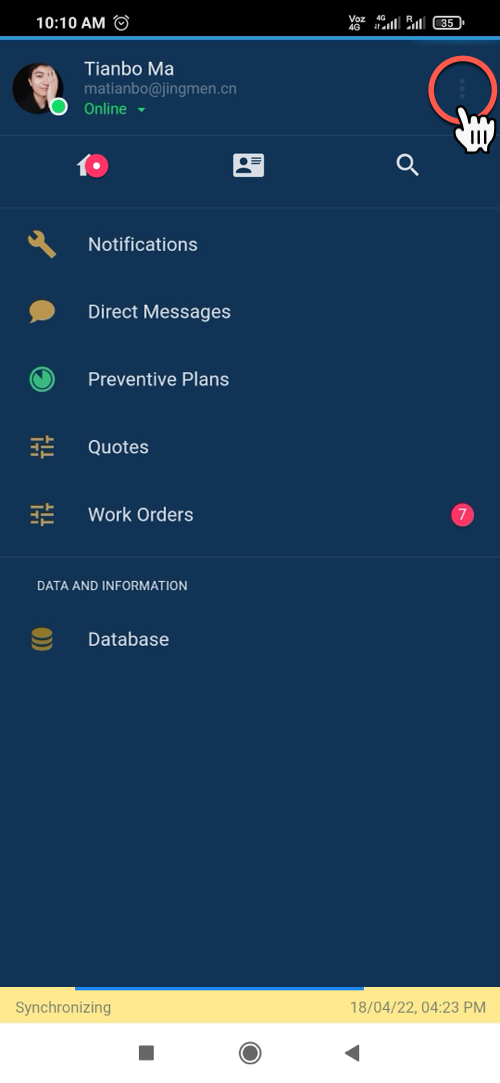 10:10 AM
Voz
4G
4G
R
35
Tianbo Ma
matianbo@jingmen.cn
Online
Notifications
Direct Messages
Preventive Plans
Quotes
Work Orders
7
DATA AND INFORMATION
Database
Synchronizing
18/04/22, 04:23 PM